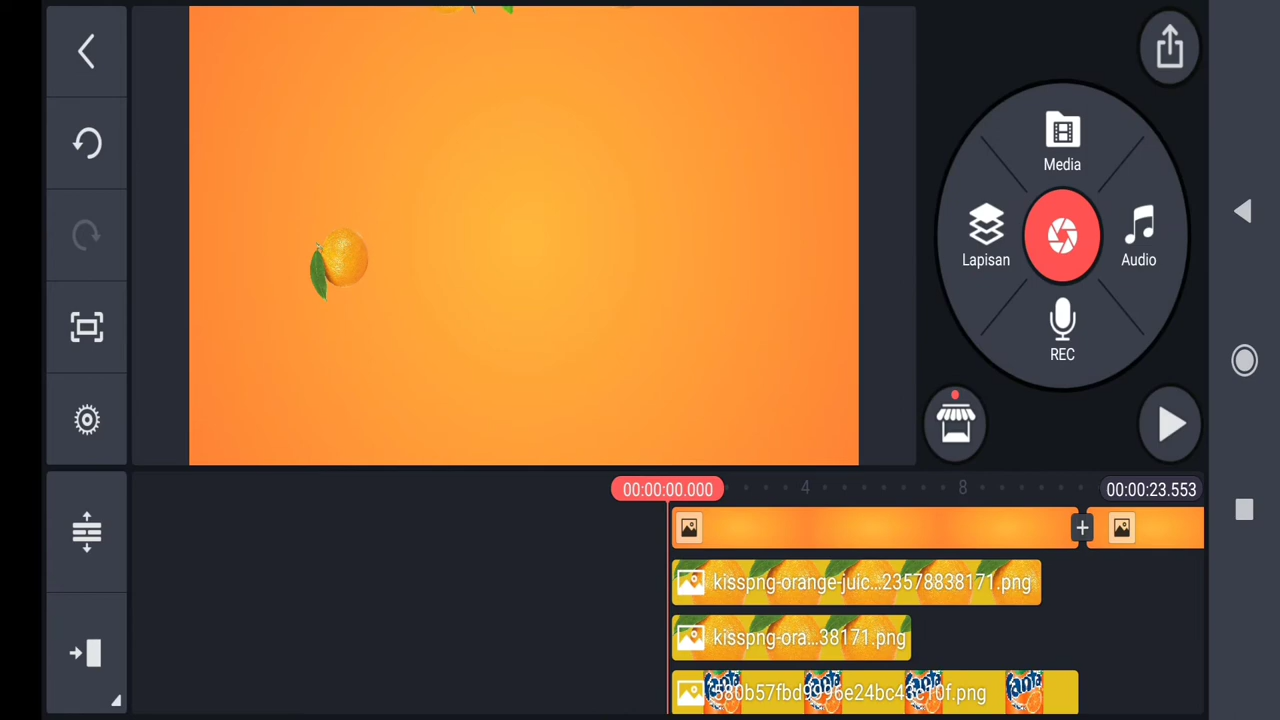 Media
Lapisan
Audio
REC
00:00:00.000
4
8
00:00:23.553
kisspng-orange-juic...23578838171.png
kisspng-ora...38171.png
580b57fbd9996e24bc43c10f.png